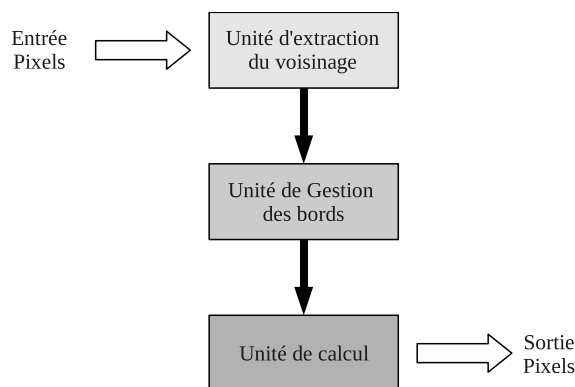 Entrée
Pixels
Unité d'extraction
du voisinage
Unité de Gestion
des bords
Unité de calcul
Sortie
Pixels